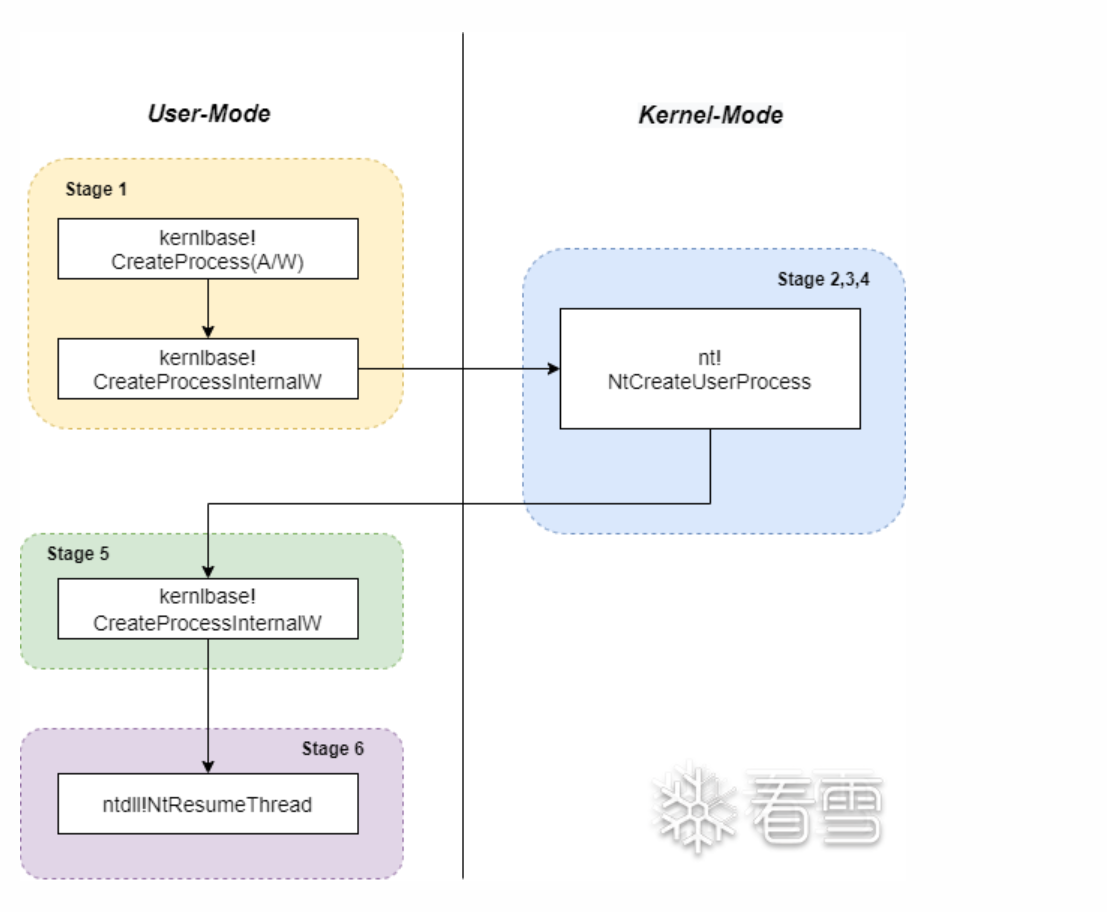 User-Mode
Kernel-Mode
Stage 1
kernlbase!
CreateProcess(A/W)
kernlbase!
CreateProcessInternalW
Stage 2,3,4
nt!
NtCreateUserProcess
Stage 5
kernlbase!
CreateProcessInternalW
Stage 6
ntdll!NtResumeThread
看雪